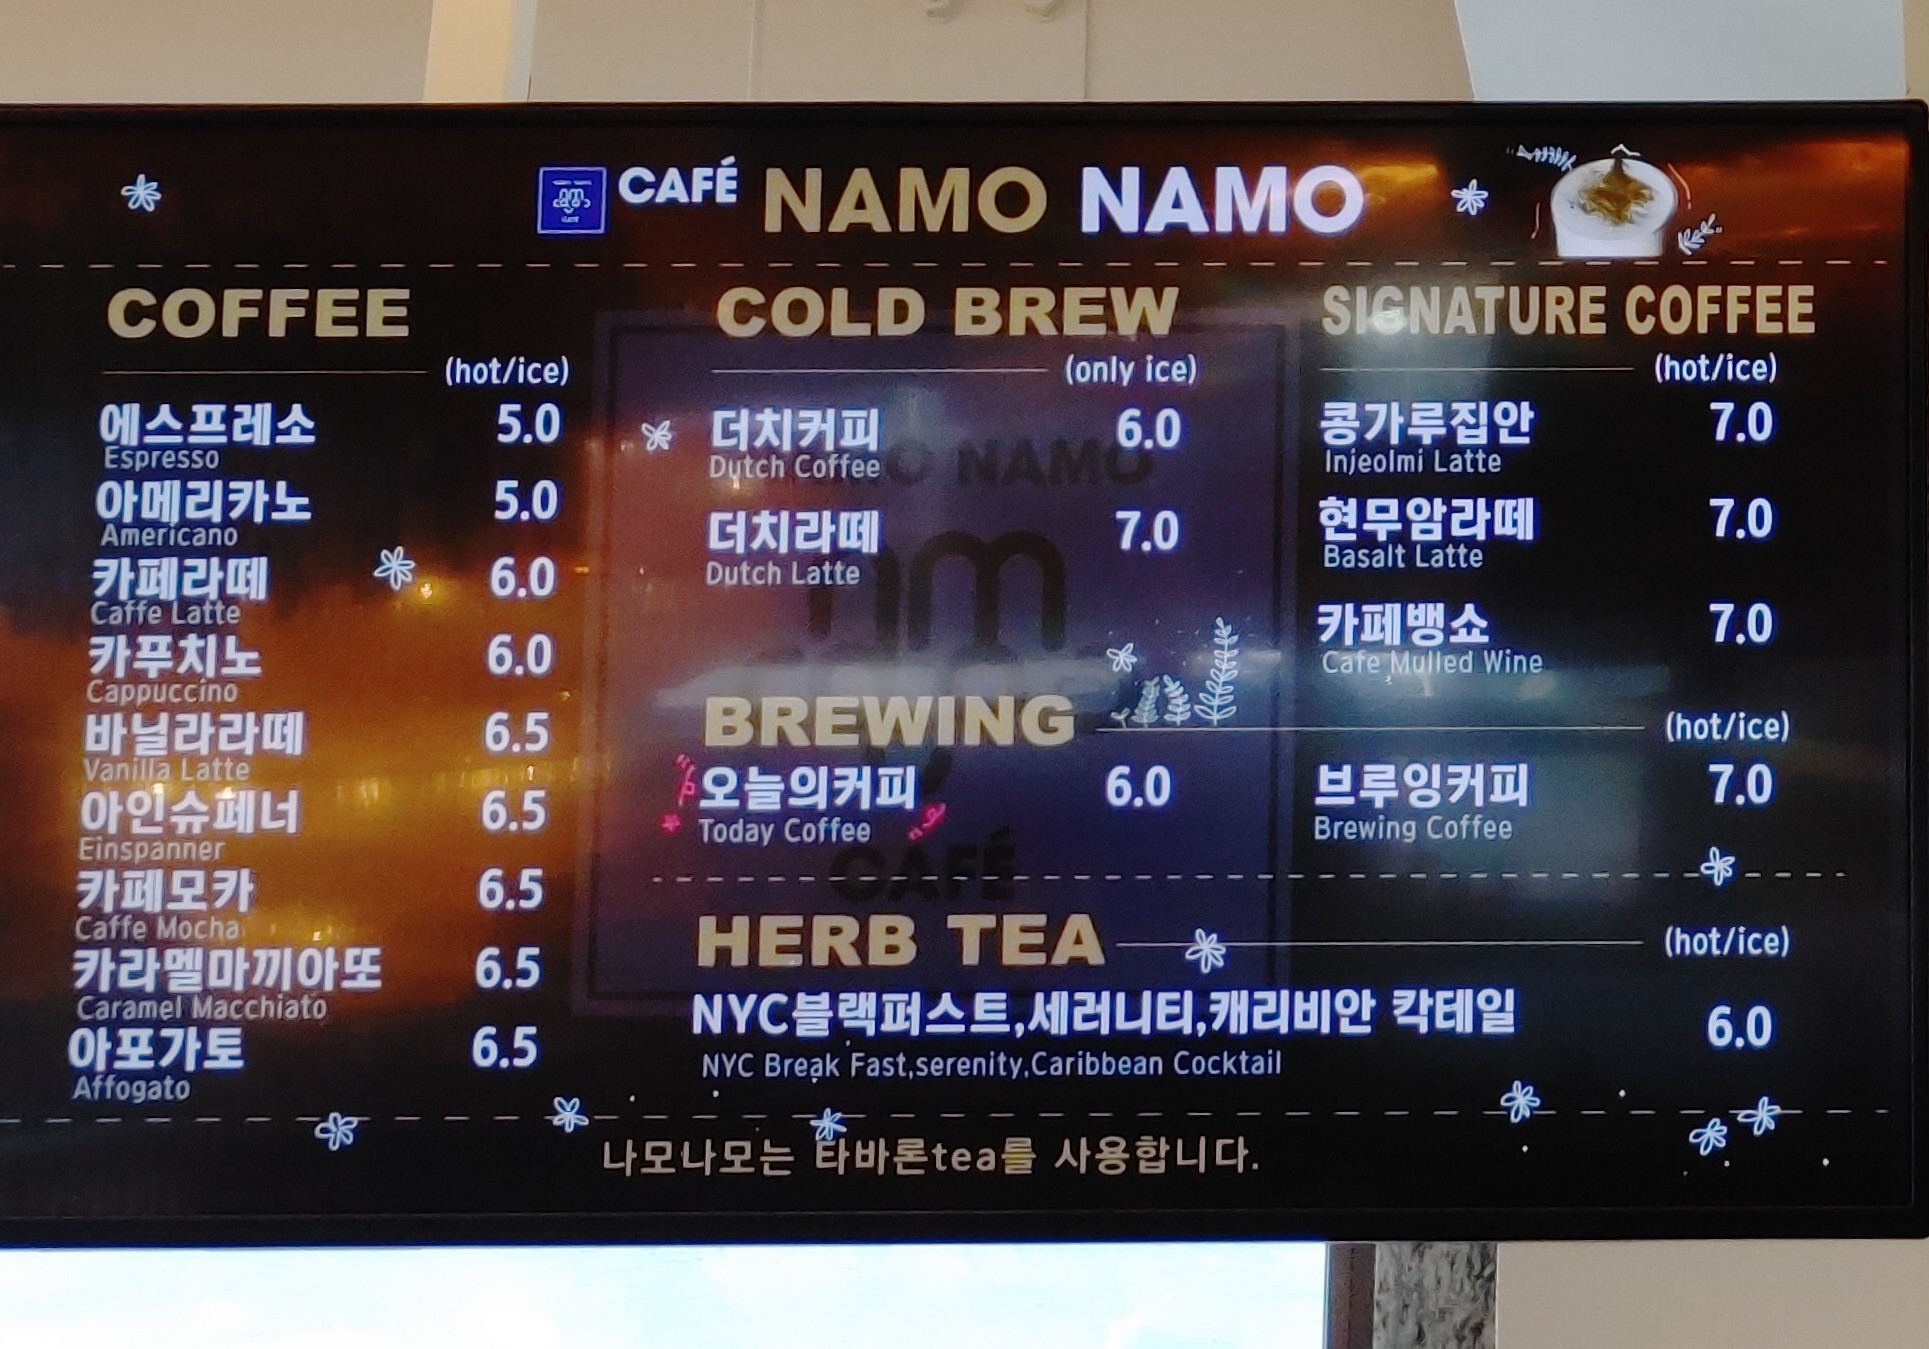 CAFÉ NAMO NAMO
COFFEE
(hot/ice)
에스프레소 5.0
Espresso
아메리카노 5.0
Americano
카페라떼 6.0
Caffe Latte
카푸치노 6.0
Cappuccino
바닐라라떼 6.5
Vanilla Latte
아인슈페너 6.5
Einspanner
카페모카 6.5
Caffe Mocha
카라멜마끼아또 6.5
Caramel Macchiato
아포가토 6.5
Affogato
COLD BREW
(only ice)
더치커피 6.0
Dutch Coffee
더치라떼 7.0
Dutch Latte
SIGNATURE COFFEE
(hot/ice)
콩가루집안 7.0
Injeolmi Latte
현무암라떼 7.0
Basalt Latte
카페뱅쇼 7.0
Cafe Mulled Wine
BREWING (hot/ice)
오늘의커피 6.0
Today Coffee
브루잉커피 7.0
Brewing Coffee
HERB TEA (hot/ice)
NYC블랙퍼스트,세러니티,캐리비안 칵테일 6.0
NYC Break Fast,serenity,Caribbean Cocktail
나모나모는 타바론tea를 사용합니다.